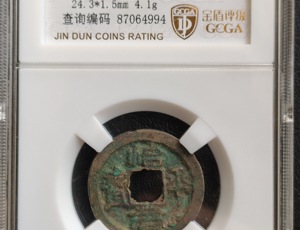 24.3*1.5mm 4.1g
查询编码 87064994
JIN DUN COINS RATING
GCGA
金盾评级
GCGA